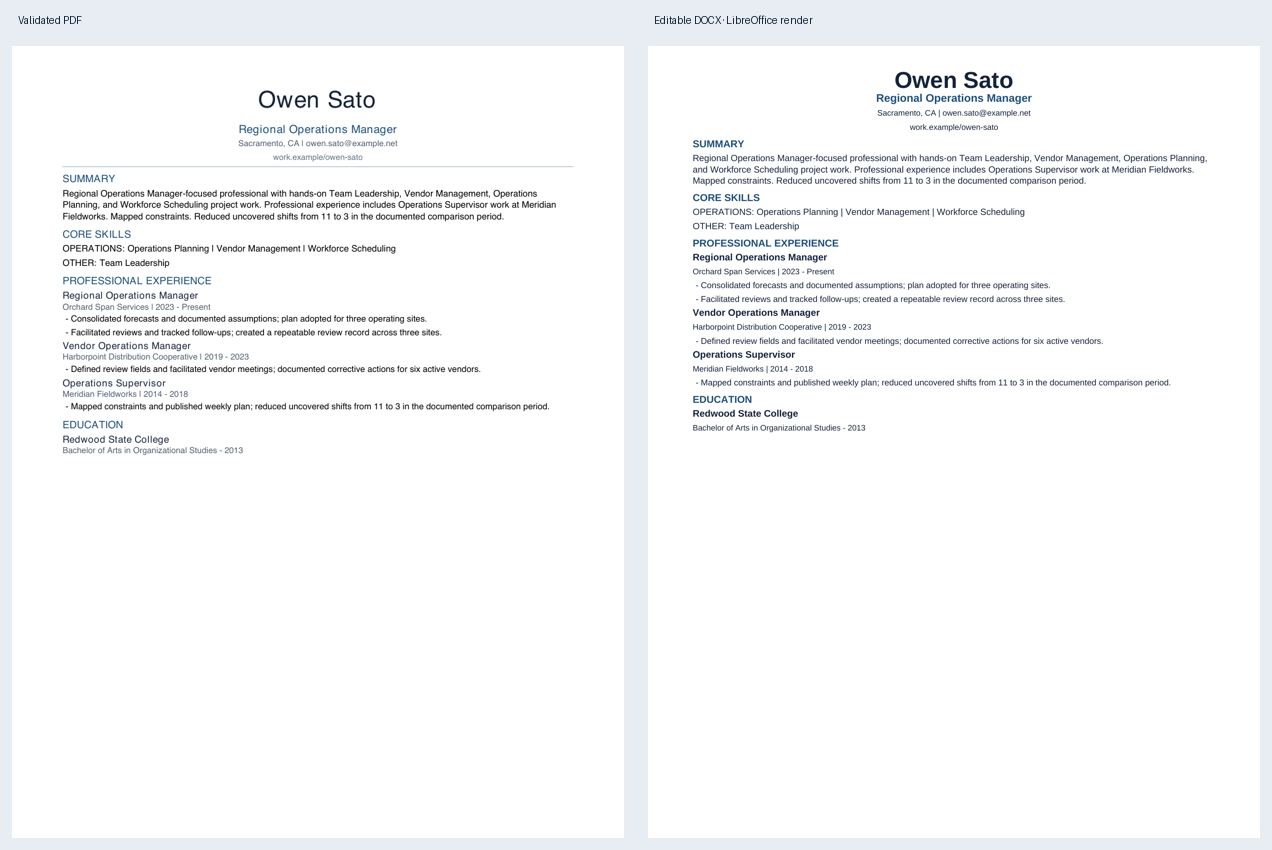 Validated PDF
Owen Sato
Regional Operations Manager
Sacramento, CA | owen.sato@example.net
work.example/owen-sato
SUMMARY
Regional Operations Manager-focused professional with hands-on Team Leadership, Vendor Management, Operations
Planning, and Workforce Scheduling project work. Professional experience includes Operations Supervisor work at Meridian
Fieldworks. Mapped constraints. Reduced uncovered shifts from 11 to 3 in the documented comparison period.
CORE SKILLS
OPERATIONS: Operations Planning | Vendor Management | Workforce Scheduling
OTHER: Team Leadership
PROFESSIONAL EXPERIENCE
Regional Operations Manager
Orchard Span Services | 2023 - Present
- Consolidated forecasts and documented assumptions; plan adopted for three operating sites.
- Facilitated reviews and tracked follow-ups; created a repeatable review record across three sites.
Vendor Operations Manager
Harborpoint Distribution Cooperative | 2019 - 2023
- Defined review fields and facilitated vendor meetings; documented corrective actions for six active vendors.
Operations Supervisor
Meridian Fieldworks | 2014 - 2018
- Mapped constraints and published weekly plan; reduced uncovered shifts from 11 to 3 in the documented comparison period.
EDUCATION
Redwood State College
Bachelor of Arts in Organizational Studies - 2013
Editable DOCX · LibreOffice render
Owen Sato
Regional Operations Manager
Sacramento, CA | owen.sato@example.net
work.example/owen-sato
SUMMARY
Regional Operations Manager-focused professional with hands-on Team Leadership, Vendor Management, Operations Planning,
and Workforce Scheduling project work. Professional experience includes Operations Supervisor work at Meridian Fieldworks.
Mapped constraints. Reduced uncovered shifts from 11 to 3 in the documented comparison period.
CORE SKILLS
OPERATIONS: Operations Planning | Vendor Management | Workforce Scheduling
OTHER: Team Leadership
PROFESSIONAL EXPERIENCE
Regional Operations Manager
Orchard Span Services | 2023 - Present
- Consolidated forecasts and documented assumptions; plan adopted for three operating sites.
- Facilitated reviews and tracked follow-ups; created a repeatable review record across three sites.
Vendor Operations Manager
Harborpoint Distribution Cooperative | 2019 - 2023
- Defined review fields and facilitated vendor meetings; documented corrective actions for six active vendors.
Operations Supervisor
Meridian Fieldworks | 2014 - 2018
- Mapped constraints and published weekly plan; reduced uncovered shifts from 11 to 3 in the documented comparison period.
EDUCATION
Redwood State College
Bachelor of Arts in Organizational Studies - 2013